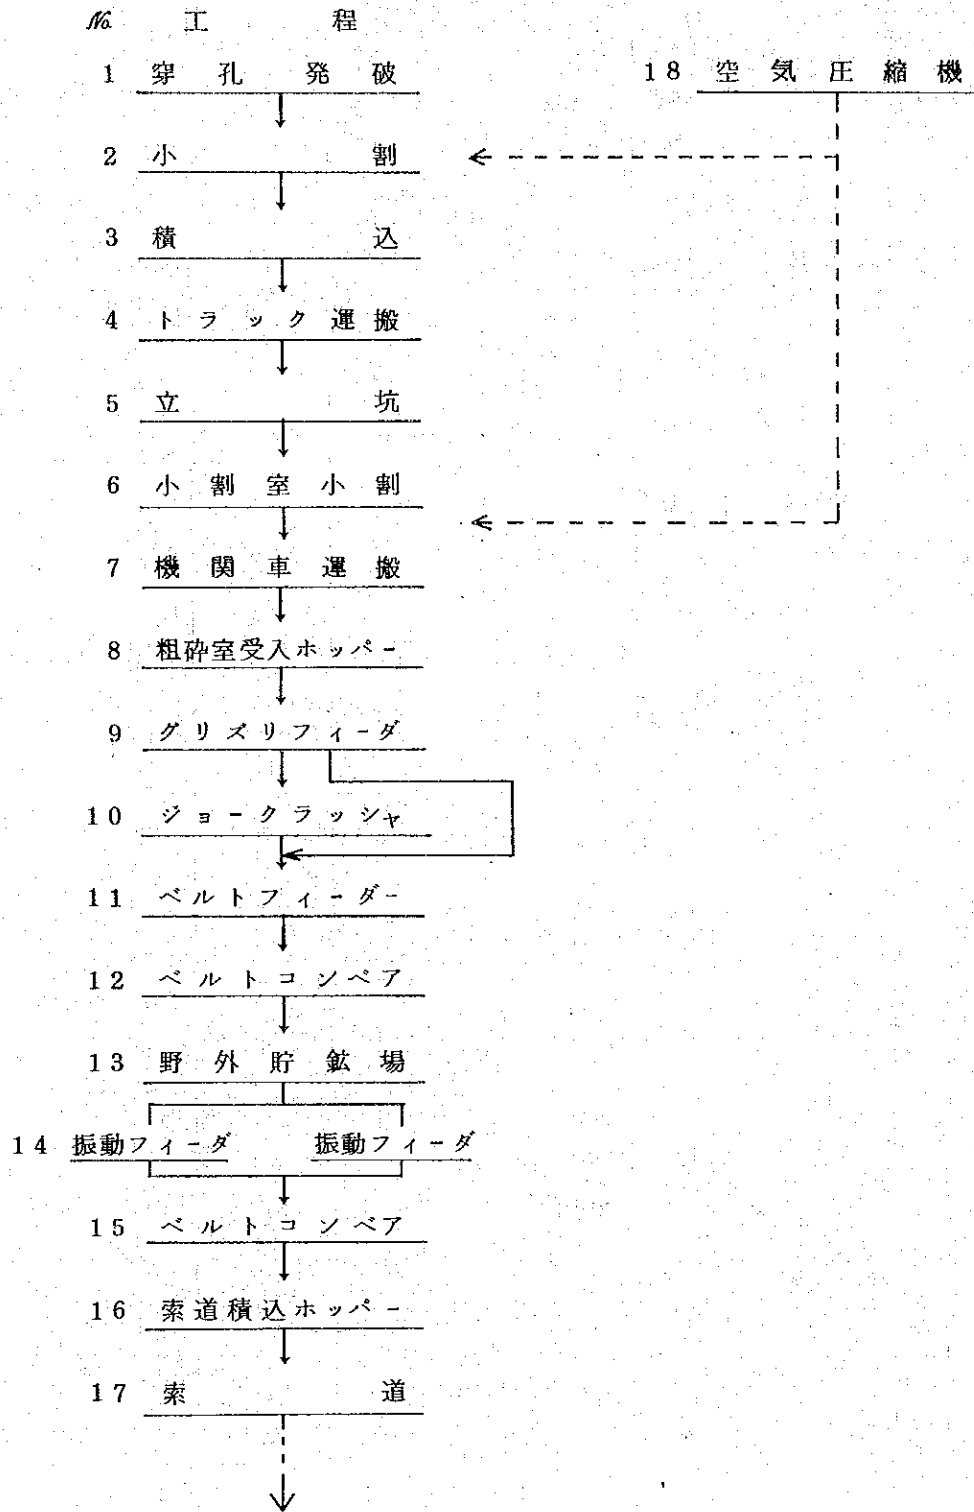 № 工程
1 穿孔発破
18 空気圧縮機
2 小割
3 積込
4 トラック運搬
5 立坑
6 小割室小割
7 機関車運搬
8 粗砕室受入ホッパー
9 グリズリフィーダ
10 ジョークラッシャ
11 ベルトフィーダー
12 ベルトコンベア
13 野外貯鉱場
14 振動フィーダ 振動フィーダ
15 ベルトコンベア
16 索道積込ホッパー
17 索道